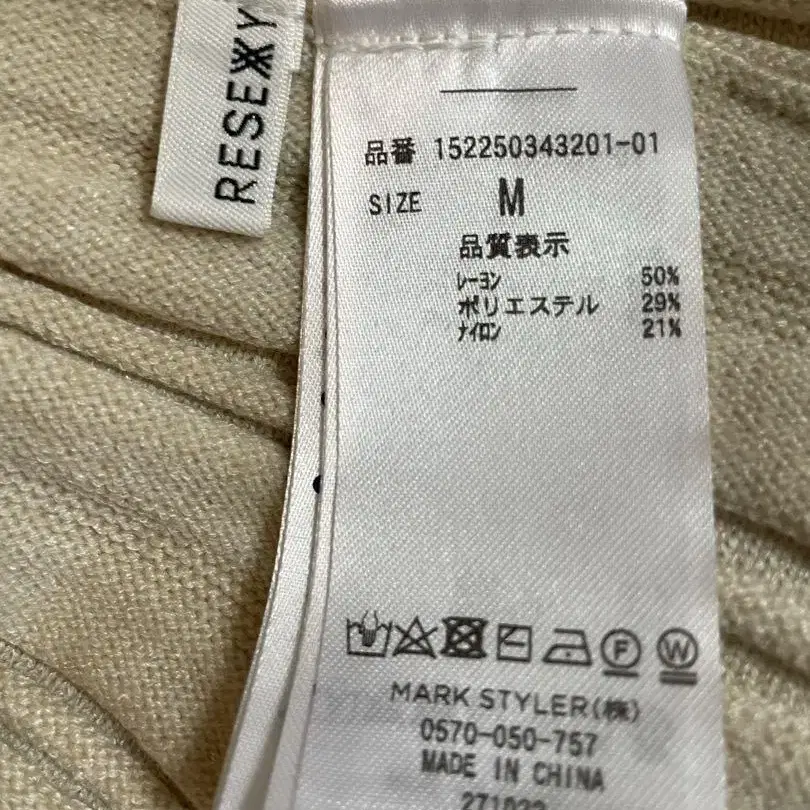 RESEXXY
品番 152250343201-01
SIZE M
品質表示
レーヨン 50%
ポリエステル 29%
ナイロン 21%
F W
MARK STYLER(株)
0570-050-757
MADE IN CHINA